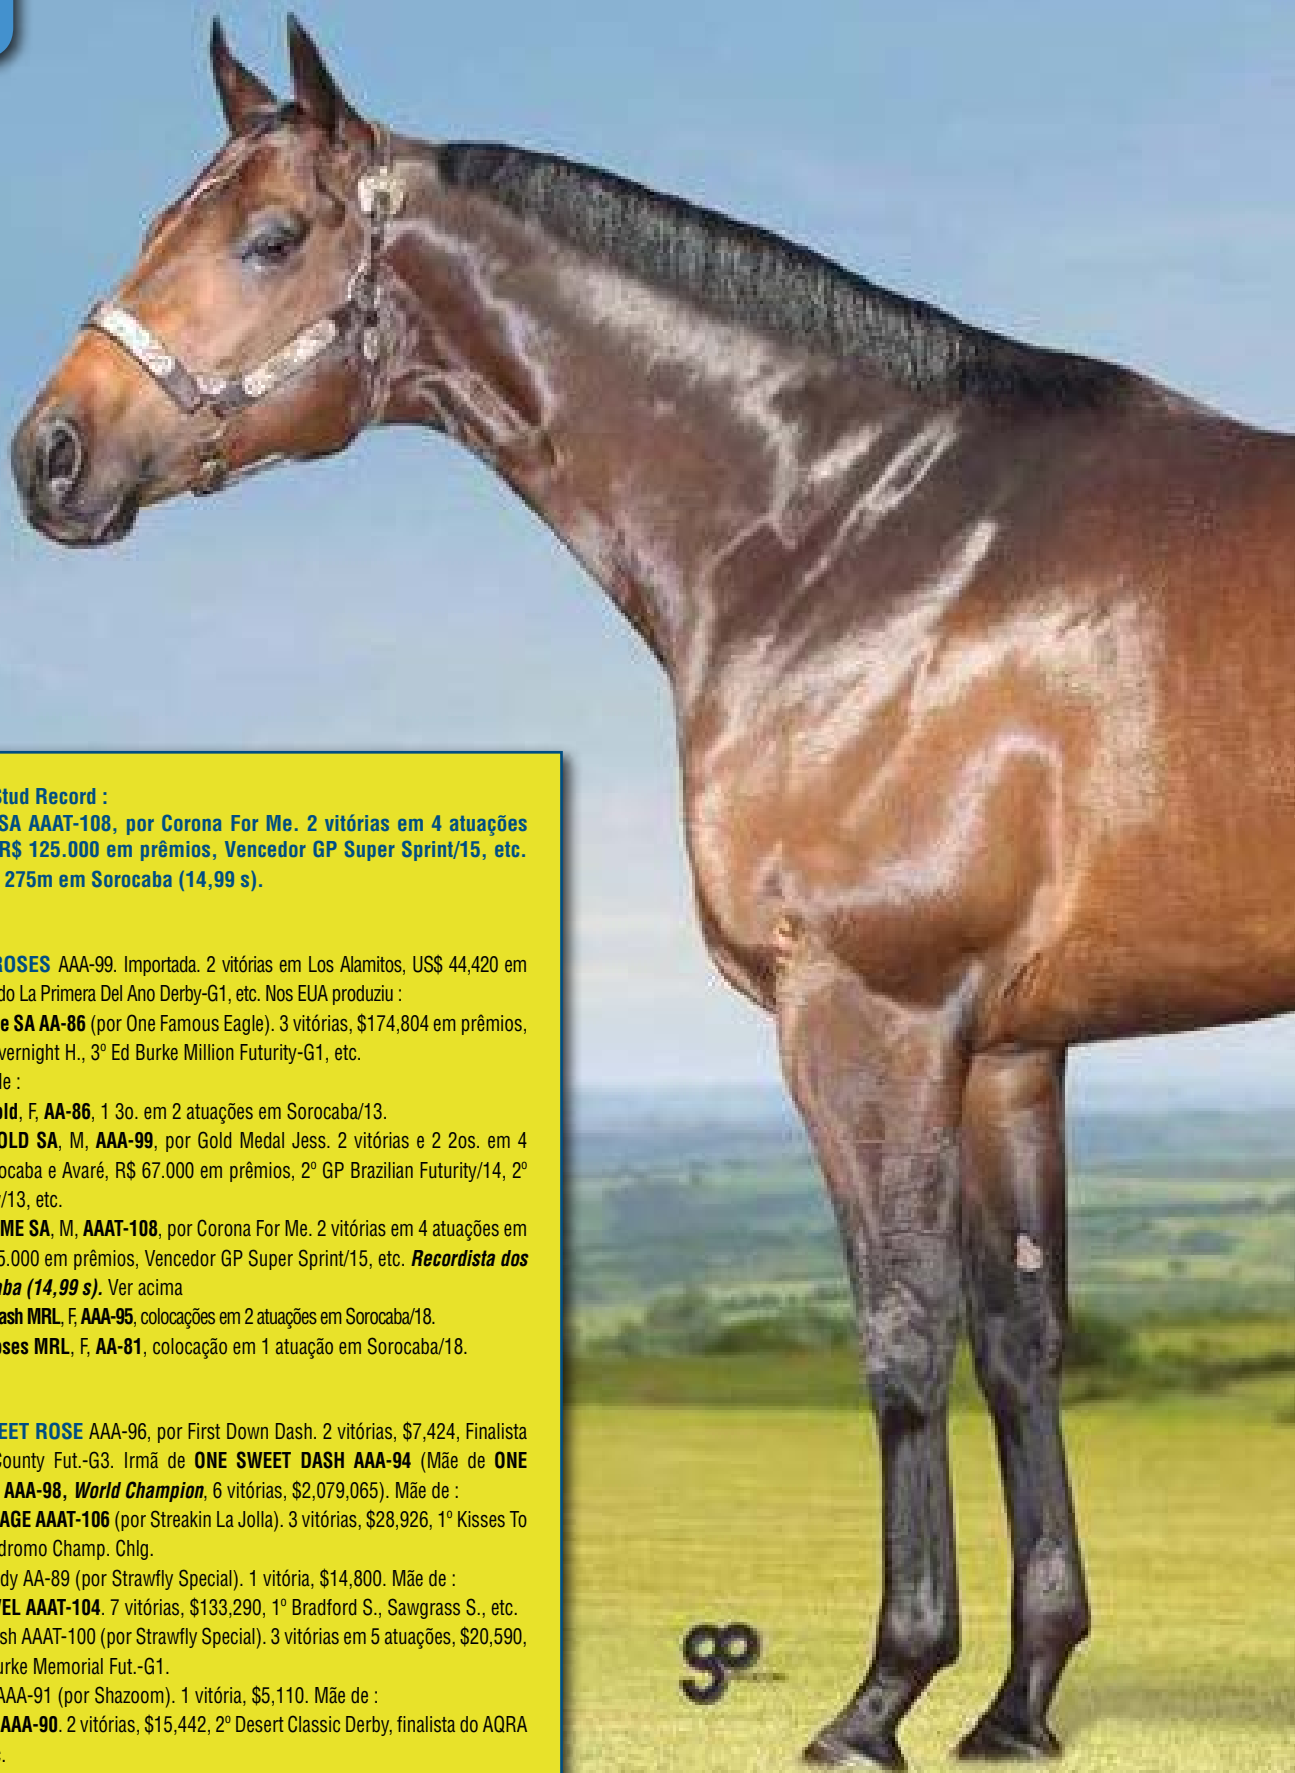 Stud Record :
SA AAAT-108, por Corona For Me. 2 vitórias em 4 atuações
R$ 125.000 em prêmios, Vencedor GP Super Sprint/15, etc.
275m em Sorocaba (14,99 s).
ROSES AAA-99. Importada. 2 vitórias em Los Alamitos, US$ 44,420 em
do La Primera Del Ano Derby-G1, etc. Nos EUA produziu :
e SA AA-86 (por One Famous Eagle). 3 vitórias, $174,804 em prêmios,
vernight H., 3º Ed Burke Million Futurity-G1, etc.
de :
old, F, AA-86, 1 3o. em 2 atuações em Sorocaba/13.
OLD SA, M, AAA-99, por Gold Medal Jess. 2 vitórias e 2 2os. em 4
rocaba e Avaré, R$ 67.000 em prêmios, 2º GP Brazilian Futurity/14, 2º
/13, etc.
ME SA, M, AAAT-108, por Corona For Me. 2 vitórias em 4 atuações em
5.000 em prêmios, Vencedor GP Super Sprint/15, etc. Recordista dos
aba (14,99 s). Ver acima
ash MRL, F, AAA-95, colocações em 2 atuações em Sorocaba/18.
oses MRL, F, AA-81, colocação em 1 atuação em Sorocaba/18.
EET ROSE AAA-96, por First Down Dash. 2 vitórias, $7,424, Finalista
County Fut.-G3. Irmã de ONE SWEET DASH AAA-94 (Mãe de ONE
AAA-98, World Champion, 6 vitórias, $2,079,065). Mãe de :
AGE AAAT-106 (por Streakin La Jolla). 3 vitórias, $28,926, 1º Kisses To
dromo Champ. Chlg.
dy AA-89 (por Strawfly Special). 1 vitória, $14,800. Mãe de :
VEL AAAT-104. 7 vitórias, $133,290, 1º Bradford S., Sawgrass S., etc.
sh AAAT-100 (por Strawfly Special). 3 vitórias em 5 atuações, $20,590,
urke Memorial Fut.-G1.
AAA-91 (por Shazoom). 1 vitória, $5,110. Mãe de :
AAA-90. 2 vitórias, $15,442, 2º Desert Classic Derby, finalista do AQRA
c.
go